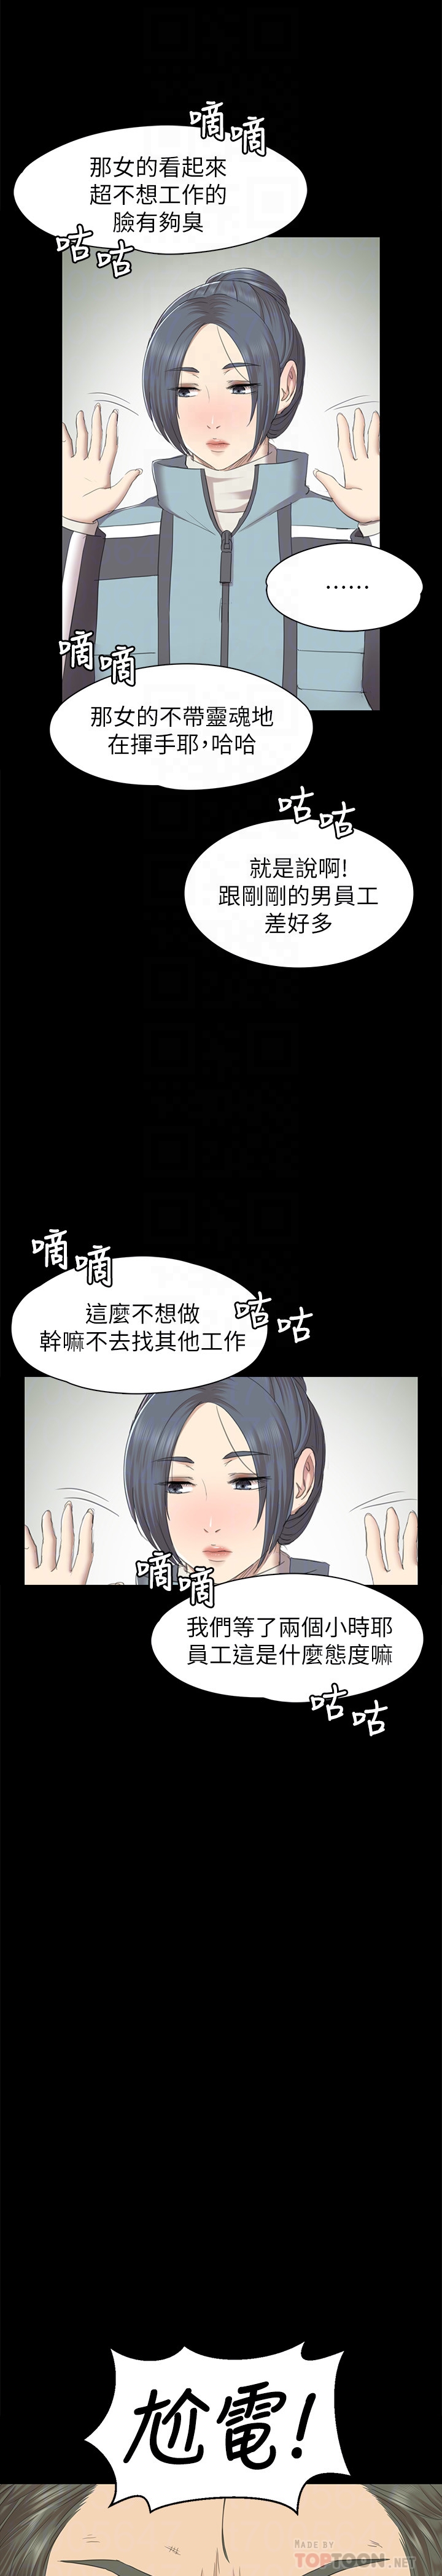 嘀嘀
那女的看起來
超不想工作的
臉有夠臭
咕咕
……
嘀嘀
那女的不帶靈魂地
在揮手耶,哈哈
咕咕
就是說啊!
跟剛剛的男員工
差好多
嘀嘀
這麼不想做
幹嘛不去找其他工作
咕咕
嘀嘀
我們等了兩個小時耶
員工這是什麼態度嘛
咕咕
尬電!
MADE BY
TOPTOON.NET